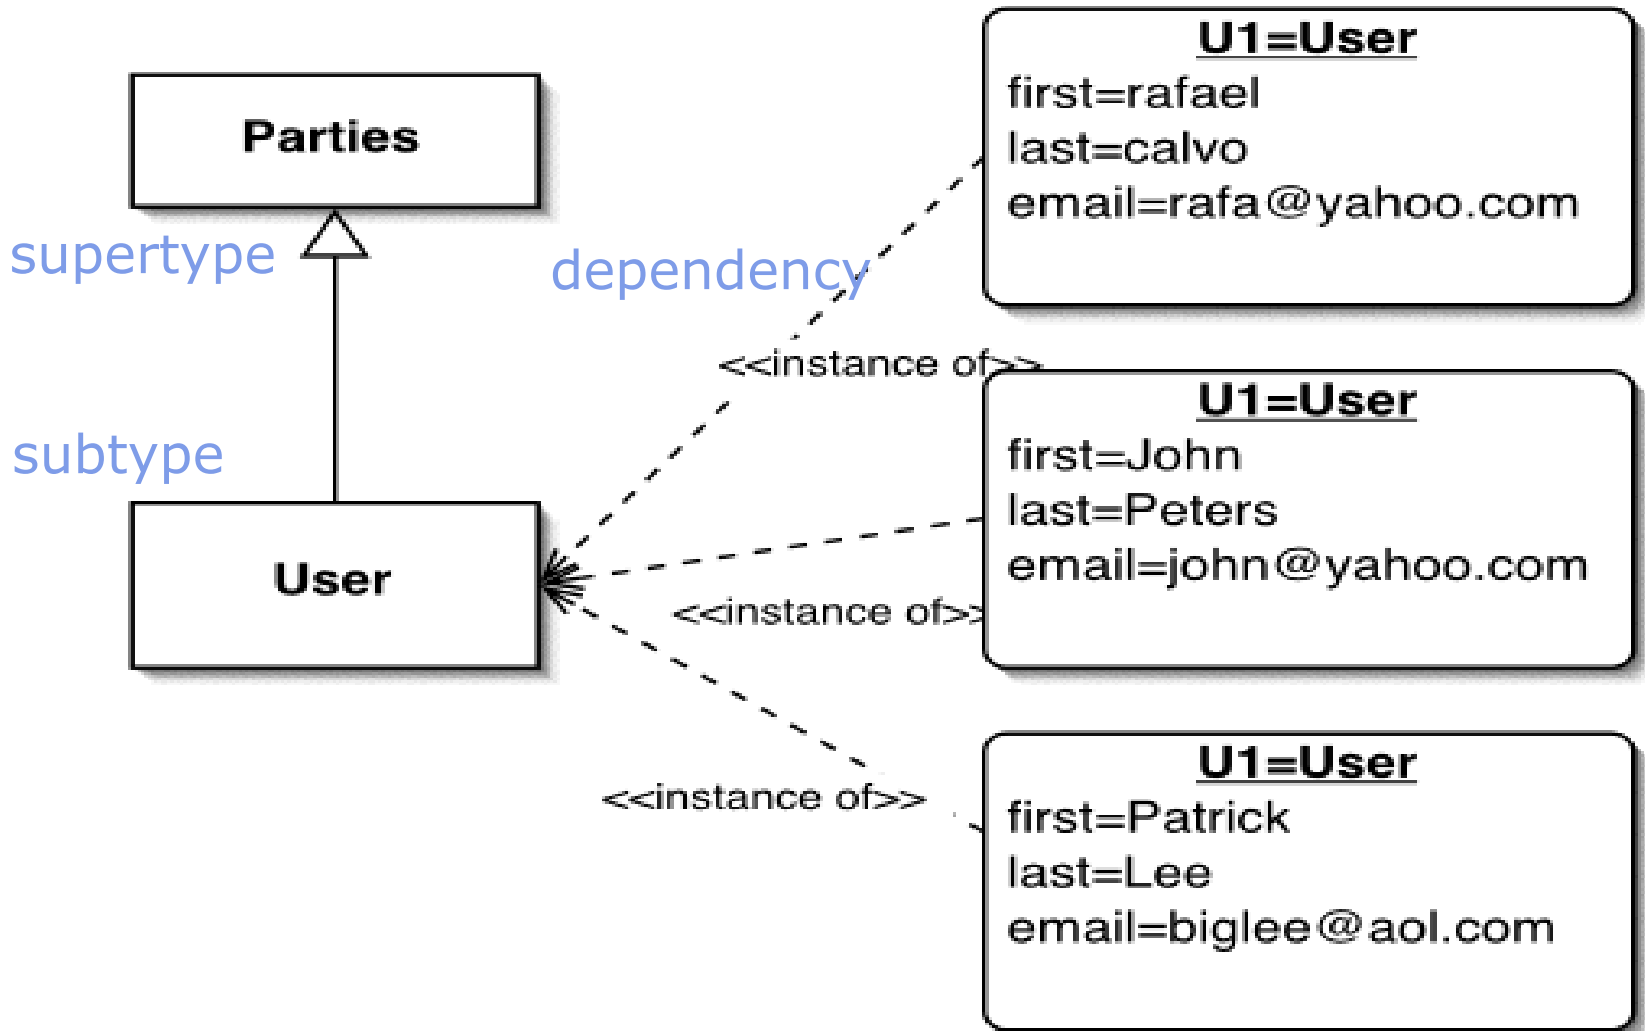 Parties
supertype
subtype
User
dependency
<<instance of>>
<<instance of>>
<<instance of>>
U1=User
first=rafael
last=calvo
email=rafa@yahoo.com
U1=User
first=John
last=Peters
email=john@yahoo.com
U1=User
first=Patrick
last=Lee
email=biglee@aol.com